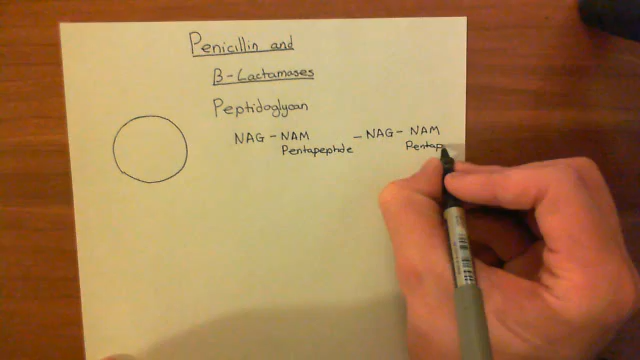 Penicillin and
β-Lactamases
Peptidoglycan
NAG - NAM - NAG - NAM
Pentapeptide Pentap